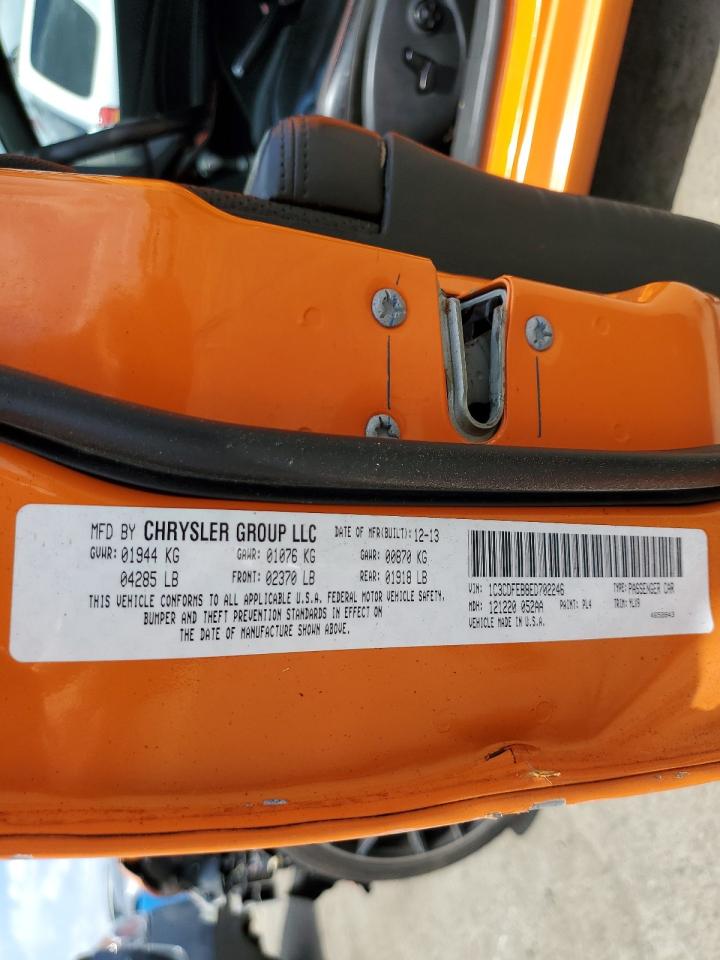 MFD BY CHRYSLER GROUP LLC DATE OF MFR(BUILT): 12-13
GVWR: 01944 KG GAWR: 01076 KG GAWR: 00870 KG
04285 LB FRONT: 02370 LB REAR: 01918 LB
THIS VEHICLE CONFORMS TO ALL APPLICABLE U.S.A. FEDERAL MOTOR VEHICLE SAFETY,
BUMPER AND THEFT PREVENTION STANDARDS IN EFFECT ON
THE DATE OF MANUFACTURE SHOWN ABOVE.
VIN: 1C3CDFEB8ED702246 TYPE: PASSENGER CAR
MDH: 121220 052AA PAINT: PL4 TRIM:
VEHICLE MADE IN U.S.A.